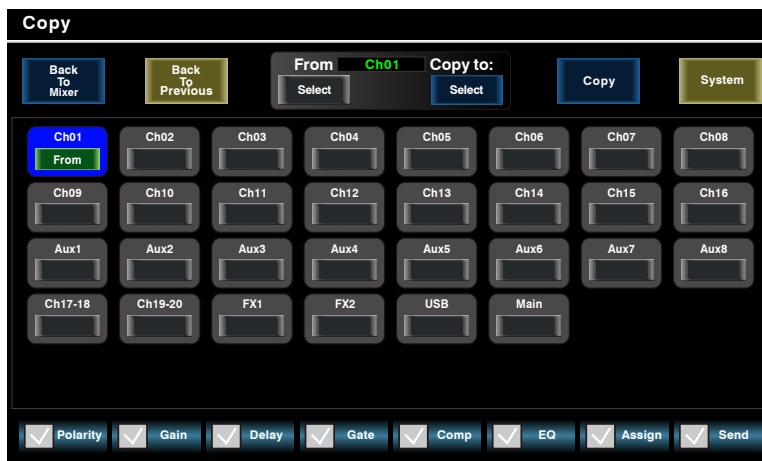 Copy
Back To Mixer
Back To Previous
From Ch01 Copy to:
Select Select
Copy
System
Ch01 Ch02 Ch03 Ch04 Ch05 Ch06 Ch07 Ch08
From
Ch09 Ch10 Ch11 Ch12 Ch13 Ch14 Ch15 Ch16
Aux1 Aux2 Aux3 Aux4 Aux5 Aux6 Aux7 Aux8
Ch17-18 Ch19-20 FX1 FX2 USB Main
Polarity Gain Delay Gate Comp EQ Assign Send